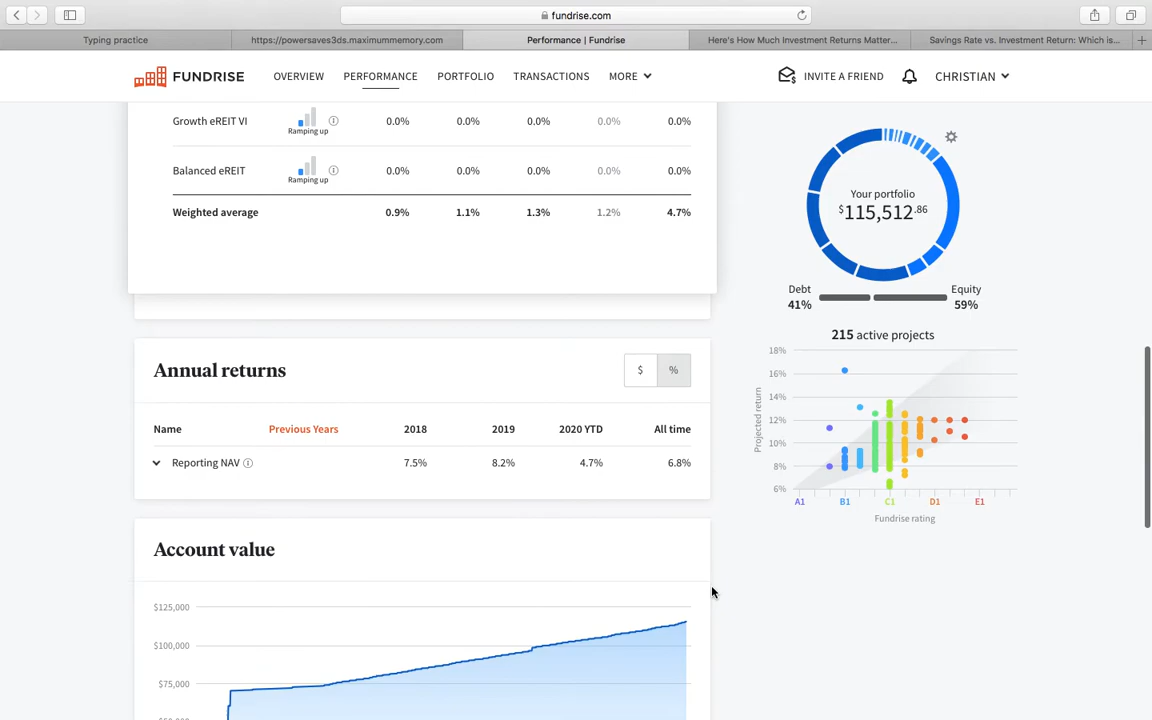 fundrise.com
Typing practice
https://powersaves3ds.maximummemory.com
Performance | Fundrise
Here's How Much Investment Returns Matter...
Savings Rate vs. Investment Return: Which is...
FUNDRISE
OVERVIEW
PERFORMANCE
PORTFOLIO
TRANSACTIONS
MORE
INVITE A FRIEND
CHRISTIAN
Growth eREIT VI
Ramping up
0.0% 0.0% 0.0% 0.0% 0.0%
Balanced eREIT
Ramping up
0.0% 0.0% 0.0% 0.0% 0.0%
Weighted average 0.9% 1.1% 1.3% 1.2% 4.7%
Your portfolio
$115,512.86
Debt
41%
Equity
59%
215 active projects
18%
16%
14%
12%
10%
8%
6%
Projected return
A1 B1 C1 D1 E1
Fundrise rating
Annual returns
$ %
Name Previous Years 2018 2019 2020 YTD All time
Reporting NAV 7.5% 8.2% 4.7% 6.8%
Account value
$125,000
$100,000
$75,000